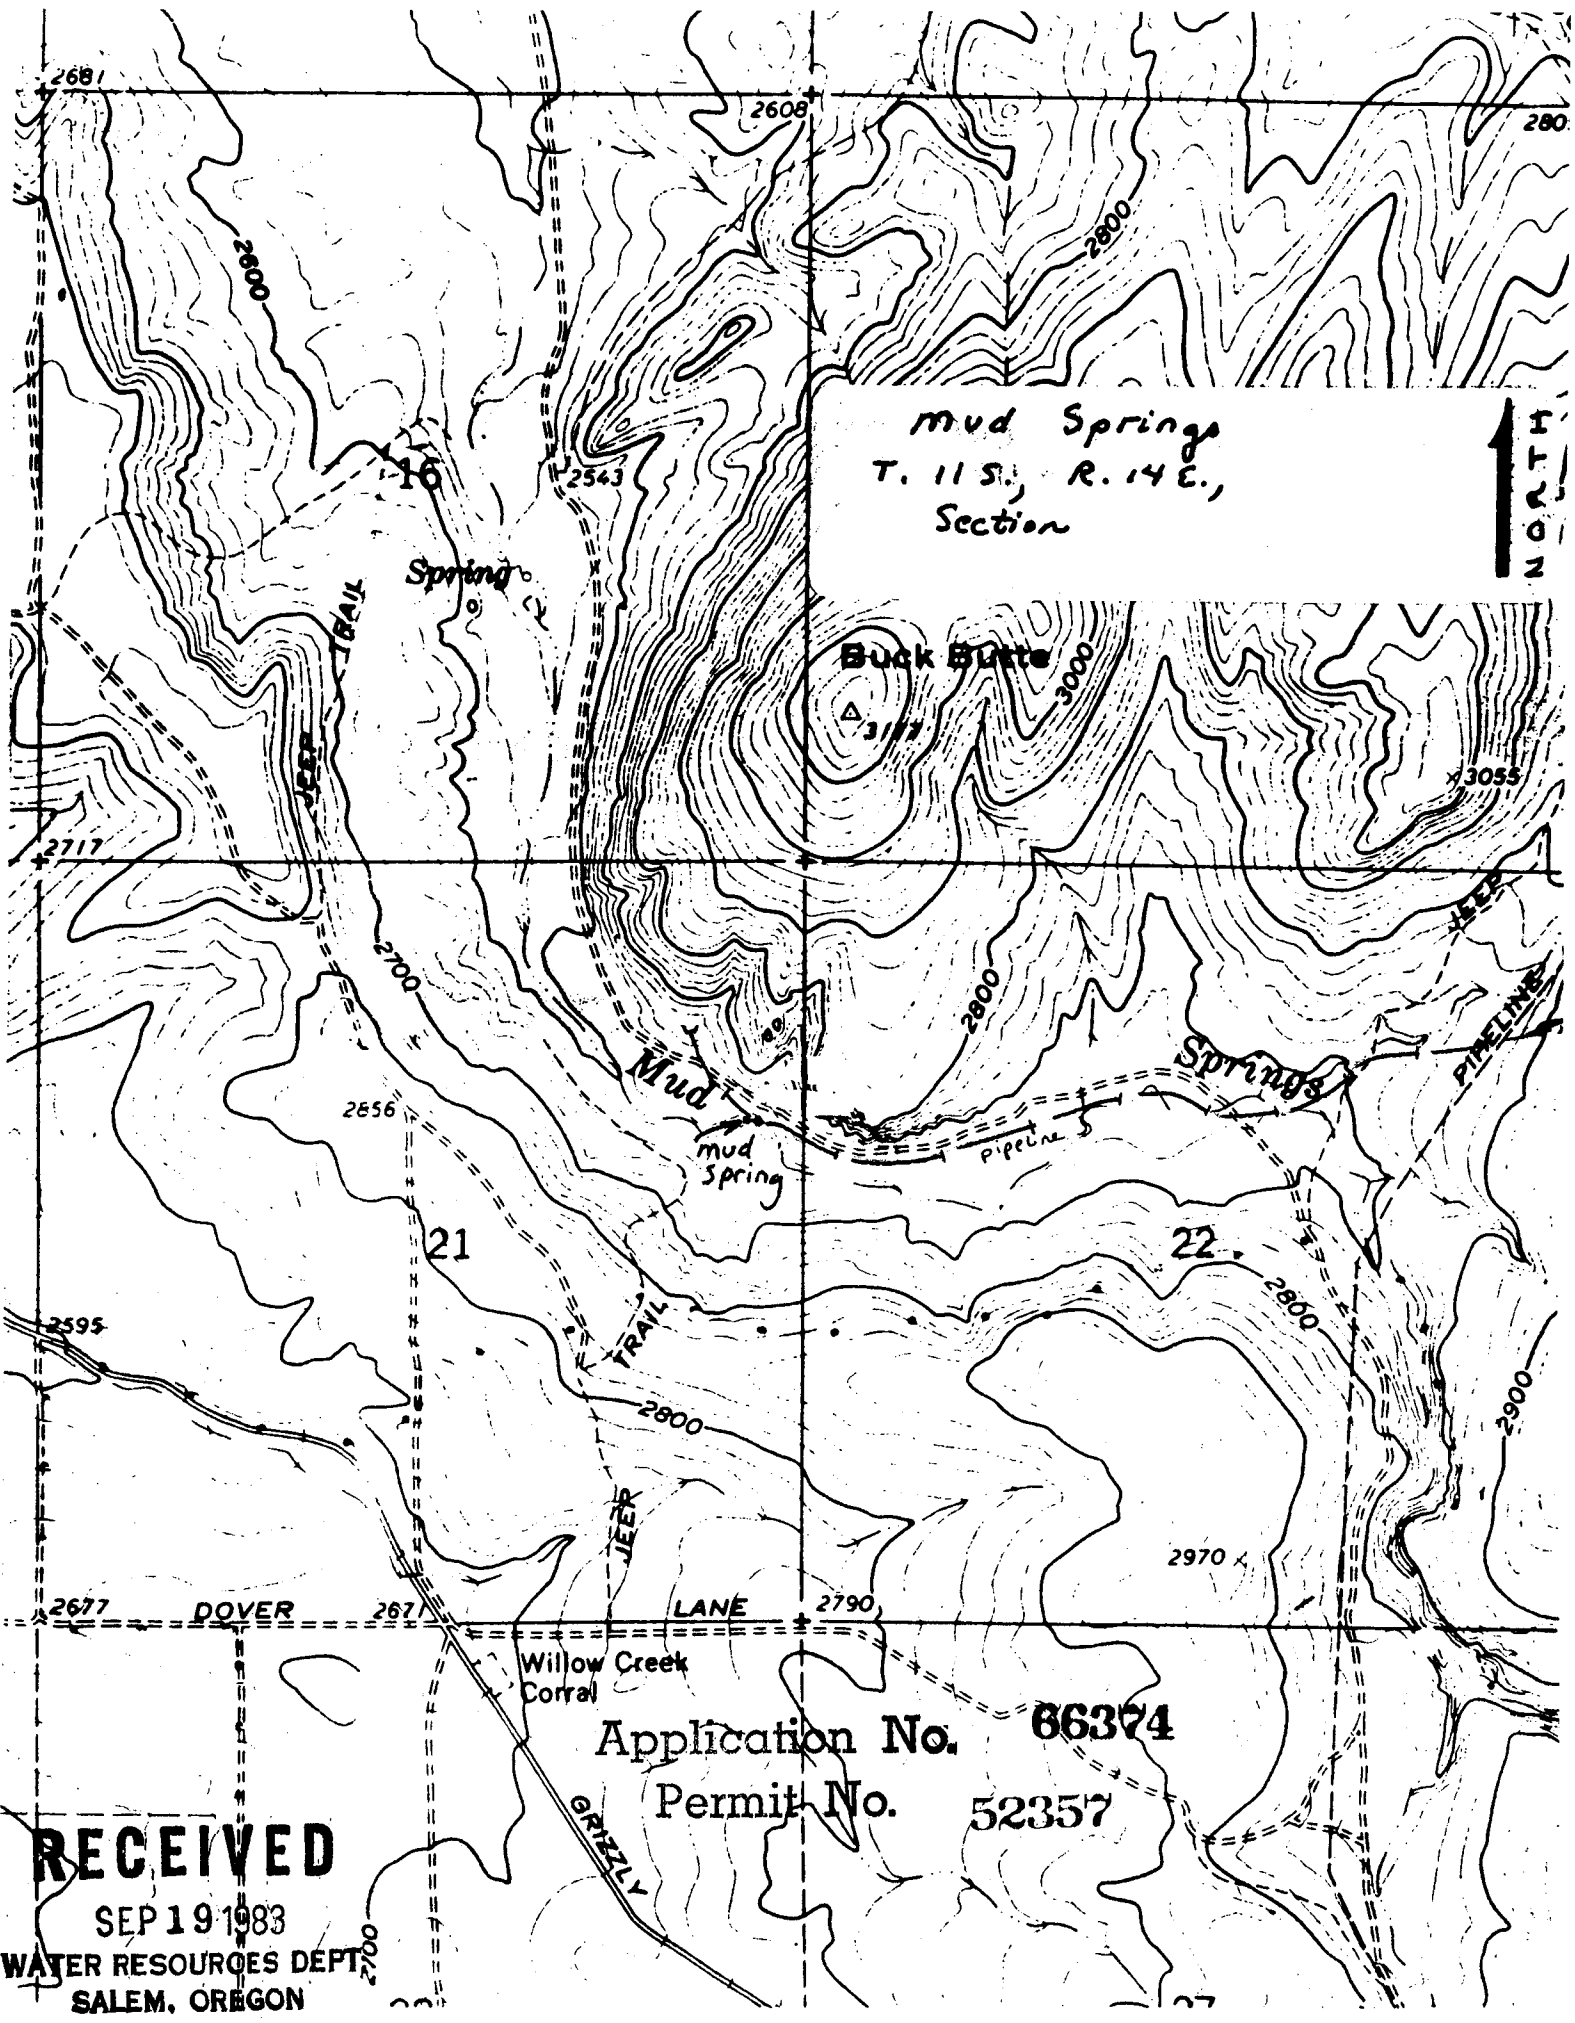 2681
2608
280
2600
2800
mud Springs
T. 11 S., R. 14 E.,
Section
16
2543
Spring
TRAIL
Buck Butte
3000
JEEP
3055
2717
JEEP
2700
2800
PIPELINE
Mud
Springs
2656
mud
Spring
pipeline
21
22
2800
2595
TRAIL
2800
2900
JEEP
2970
2677
DOVER
2671
LANE
2790
Willow Creek
Corral
Application No. 66374
Permit No. 52357
GRIZZLY
RECEIVED
SEP 19 1983
WATER RESOURCES DEPT
SALEM, OREGON
2700
27